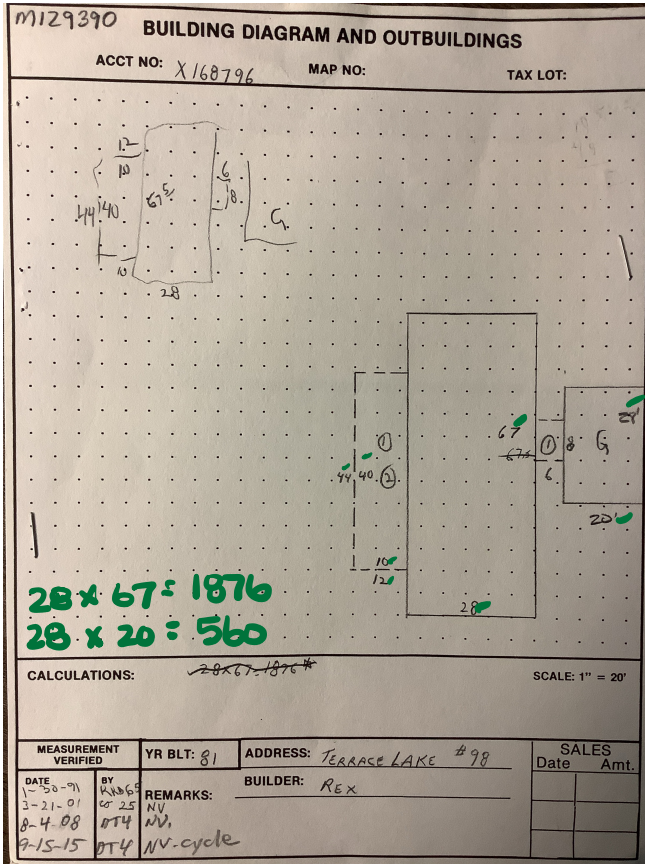 M129390
BUILDING DIAGRAM AND OUTBUILDINGS
ACCT NO: X168796 MAP NO: TAX LOT:
12
10
6
8
67⁵
44 40
G
10
28
67
67.5
1
8
G
28'
6
1
44 40 2
20'
10
12
28
28 x 67 = 1876
28 x 20 = 560
CALCULATIONS: 28x67=1876* SCALE: 1" = 20'
MEASUREMENT VERIFIED
YR BLT: 81 ADDRESS: TERRACE LAKE #98
SALES
Date Amt.
BUILDER: REX
DATE BY REMARKS:
1-30-91
3-21-01 25 NV
8-4-08 DT4 NV.
9-15-15 DT4 NV-cycle